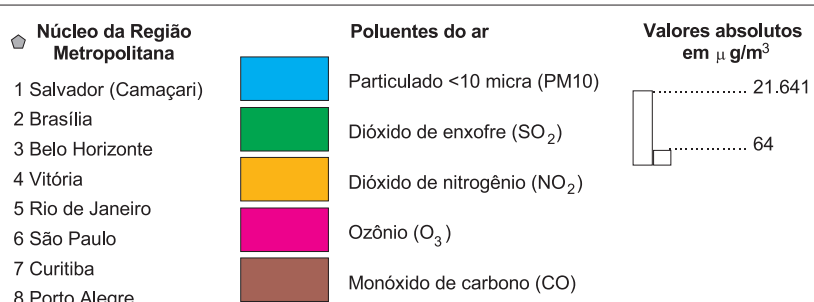 Núcleo da Região
Metropolitana
1 Salvador (Camaçari)
2 Brasília
3 Belo Horizonte
4 Vitória
5 Rio de Janeiro
6 São Paulo
7 Curitiba
8 Porto Alegre
Poluentes do ar
Particulado <10 micra (PM10)
Dióxido de enxofre (SO2)
Dióxido de nitrogênio (NO2)
Ozônio (O3)
Monóxido de carbono (CO)
Valores absolutos
em μ g/m3
21.641
64